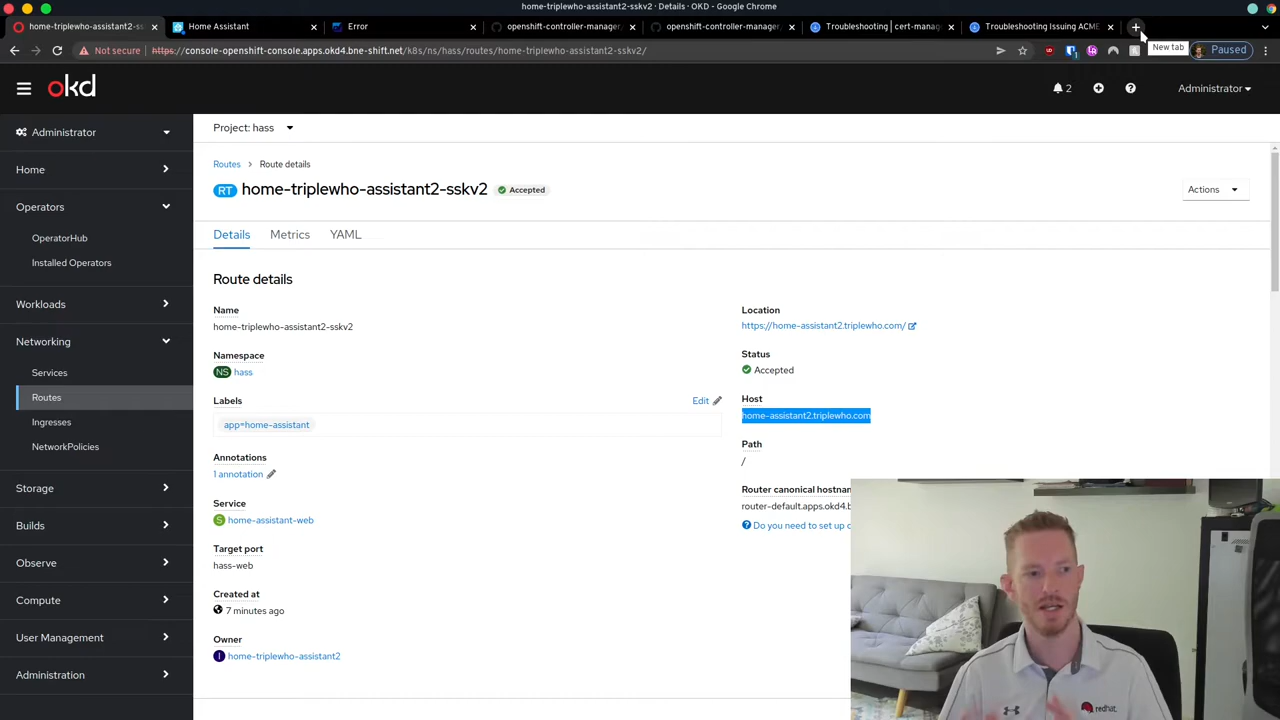 home-triplewho-assistant2-sskv2 · Details · OKD - Google Chrome
home-triplewho-assistant2-ss
Home Assistant
Error
openshift-controller-manager
openshift-controller-manager
Troubleshooting | cert-manag
Troubleshooting Issuing ACME
New tab
Not secure
https://console-openshift-console.apps.okd4.bne-shift.net/k8s/ns/hass/routes/home-triplewho-assistant2-sskv2/
Paused
okd
2
Administrator
Administrator
Home
Operators
OperatorHub
Installed Operators
Workloads
Networking
Services
Routes
Ingresses
NetworkPolicies
Storage
Builds
Observe
Compute
User Management
Administration
Project: hass
Routes > Route details
RT home-triplewho-assistant2-sskv2 Accepted
Actions
Details Metrics YAML
Route details
Name
home-triplewho-assistant2-sskv2
Namespace
NS hass
Labels
Edit
app=home-assistant
Annotations
1 annotation
Service
S home-assistant-web
Target port
hass-web
Created at
7 minutes ago
Owner
I home-triplewho-assistant2
Location
https://home-assistant2.triplewho.com/
Status
Accepted
Host
home-assistant2.triplewho.com
Path
/
Router canonical hostna
router-default.apps.okd4.b
Do you need to set up c
redhat.